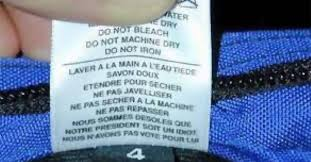 WATER
DO NOT BLEACH
DO NOT MACHINE DRY
DO NOT IRON
LAVER A LA MAIN A L'EAU TIEDE
SAVON DOUX
ETENDRE POUR SECHER
NE PAS JAVELLISER
NE PAS SECHER A LA MACHINE
NE PAS REPASSER
NOUS SOMMES DESOLES QUE
NOTRE PRESIDENT SOIT UN IDIOT
NOUS N'AVONS PAS VOTE POUR LUI
4